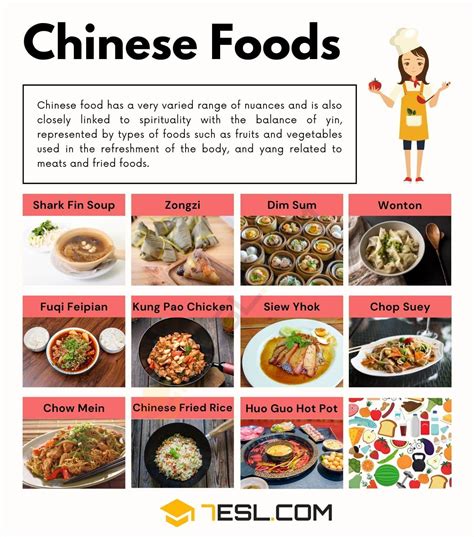 Chinese Foods
Chinese food has a very varied range of nuances and is also
closely linked to spirituality with the balance of yin,
represented by types of foods such as fruits and vegetables
used in the refreshment of the body, and yang related to
meats and fried foods.
Shark Fin Soup
Zongzi
Dim Sum
Wonton
Fuqi Feipian
Kung Pao Chicken
Siew Yhok
Chop Suey
Chow Mein
Chinese Fried Rice
Huo Guo Hot Pot
7ESL.COM